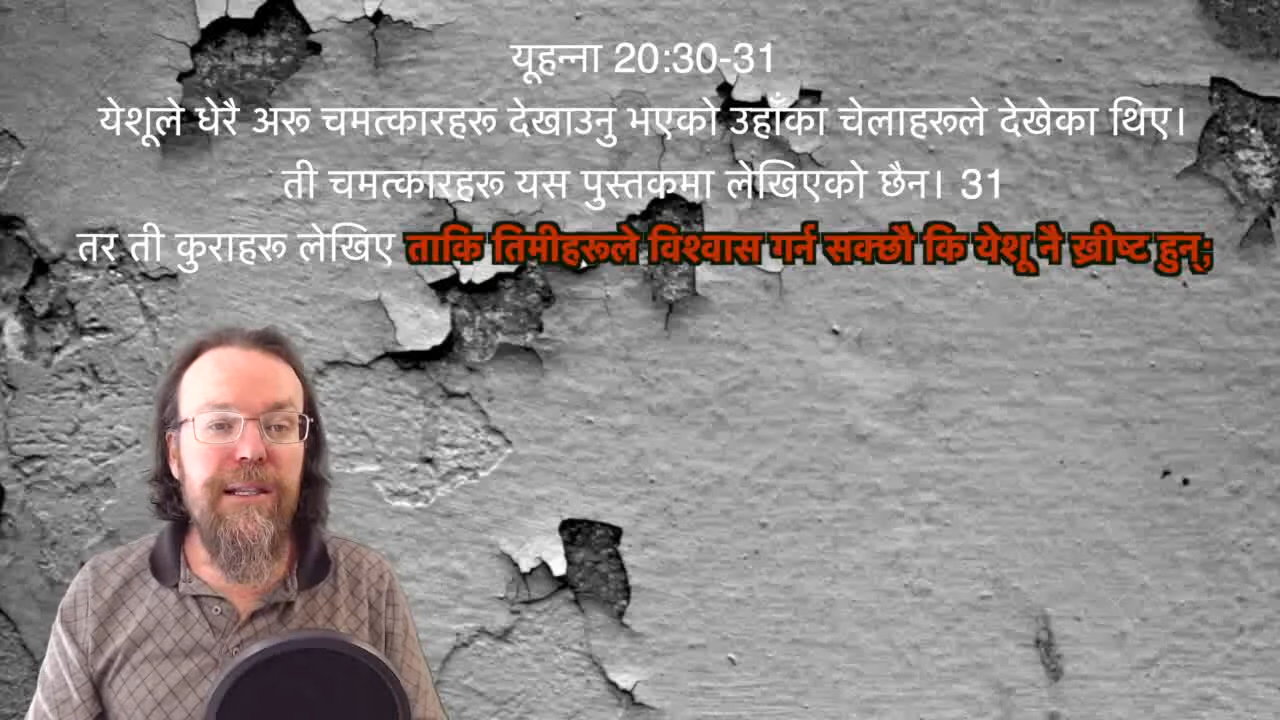 यूहन्ना 20:30-31
येशूले धेरै अरू चमत्कारहरू देखाउनु भएको उहाँका चेलाहरूले देखेका थिए।
ती चमत्कारहरू यस पुस्तकमा लेखिएको छैन। 31
तर ती कुराहरू लेखिए ताकि तिमीहरूले विश्वास गर्न सक्छौ कि येशू नै ख्रीष्ट हुन्;